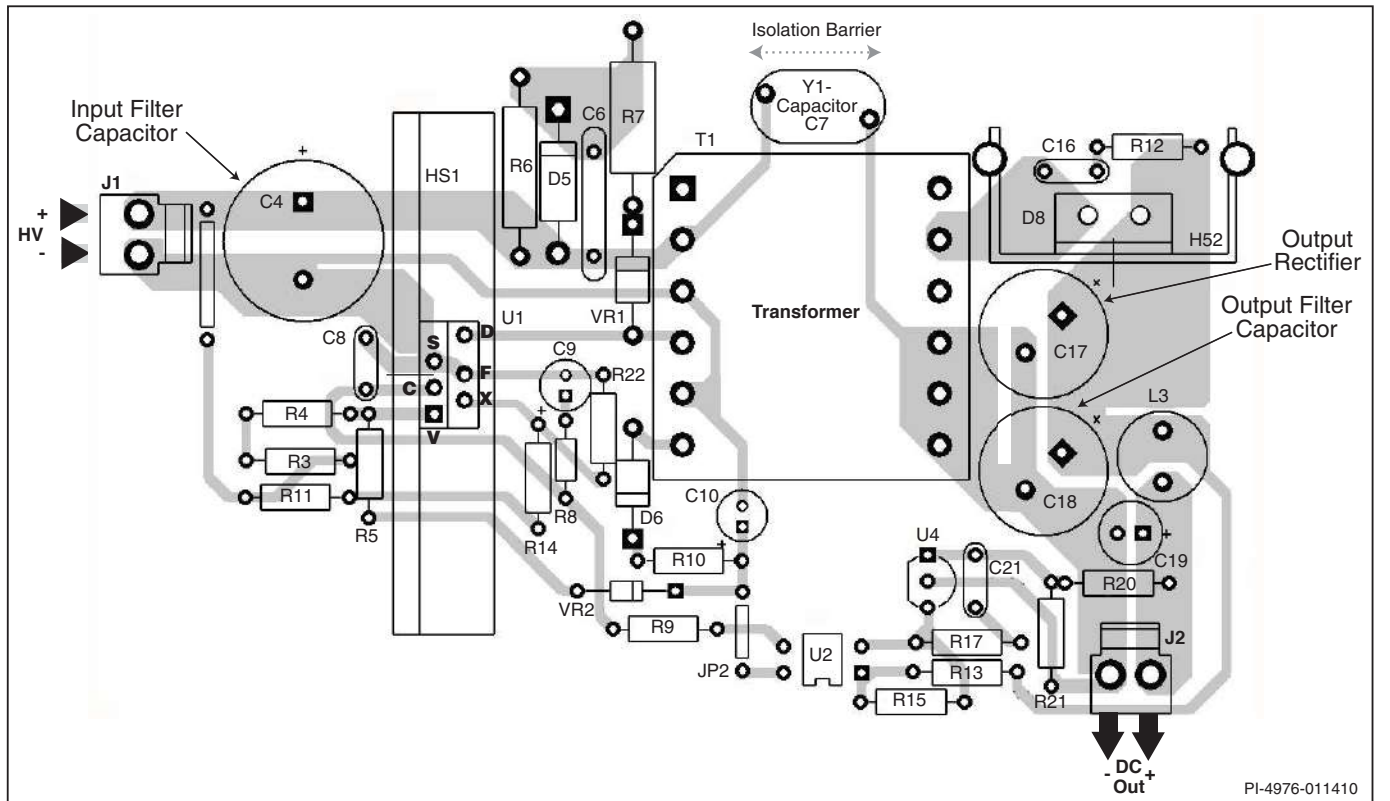 Isolation Barrier
Y1-
Capacitor
C7
Input Filter
Capacitor
R7
C6
R6
D5
T1
C16
R12
J1
+
C4
HS1
+
HV
-
D8
H52
Output
Rectifier
Output Filter
Capacitor
Transformer
VR1
U1
D
S
F
C
X
V
C8
C9
R22
x
C17
x
L3
R4
+
R3
R11
R5
R14
R8
D6
C10
+
R10
C18
U4
C21
+
C19
R20
VR2
R9
JP2
U2
R17
R13
R15
R21
J2
- DC +
Out
PI-4976-011410